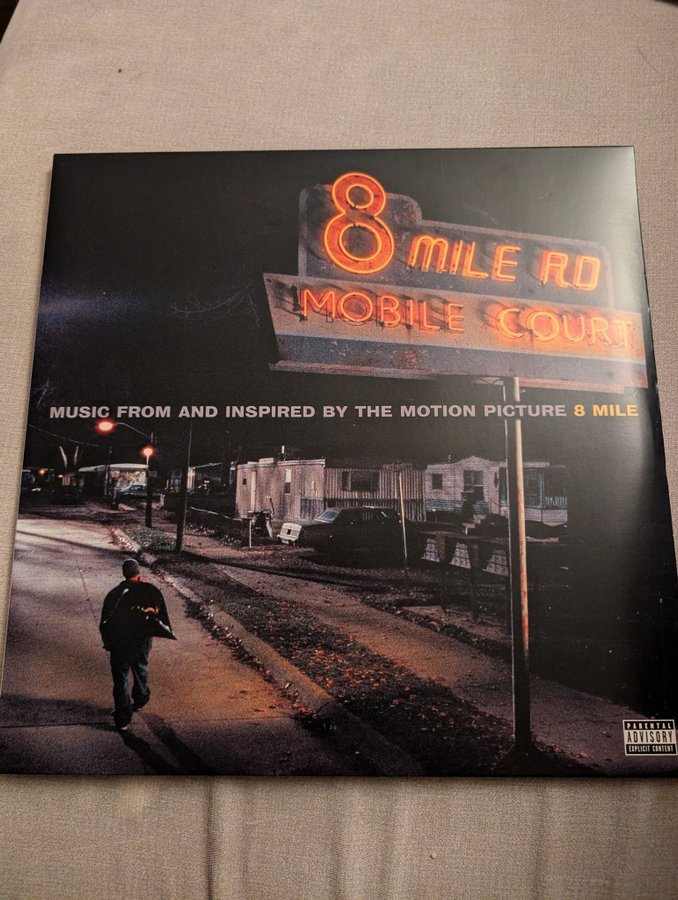 8 MILE RD
MOBILE COURT
MUSIC FROM AND INSPIRED BY THE MOTION PICTURE 8 MILE
PARENTAL
ADVISORY
EXPLICIT CONTENT